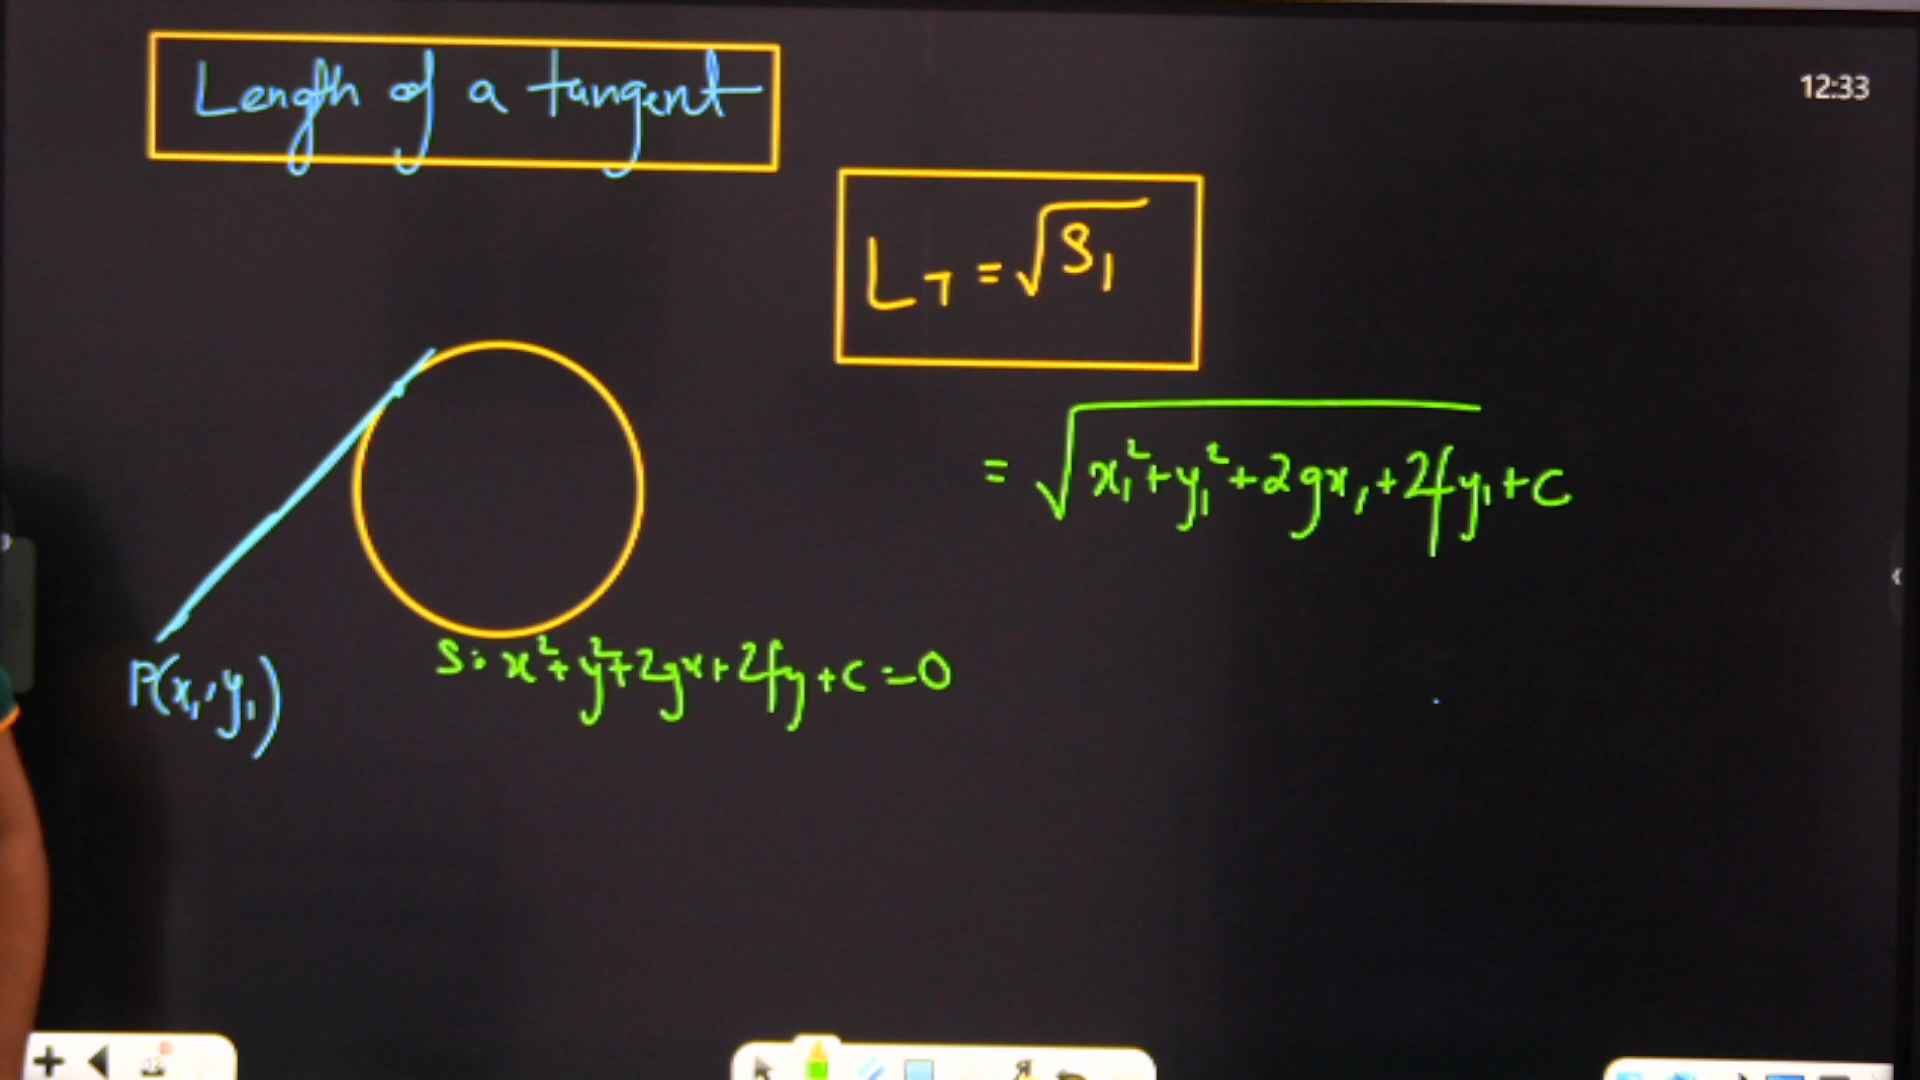 Length of a tangent
12:33
L_T = √S₁
= √x₁²+y₁²+2gx₁+2fy₁+c
S: x²+y²+2gx+2fy+c=0
P(x₁,y₁)